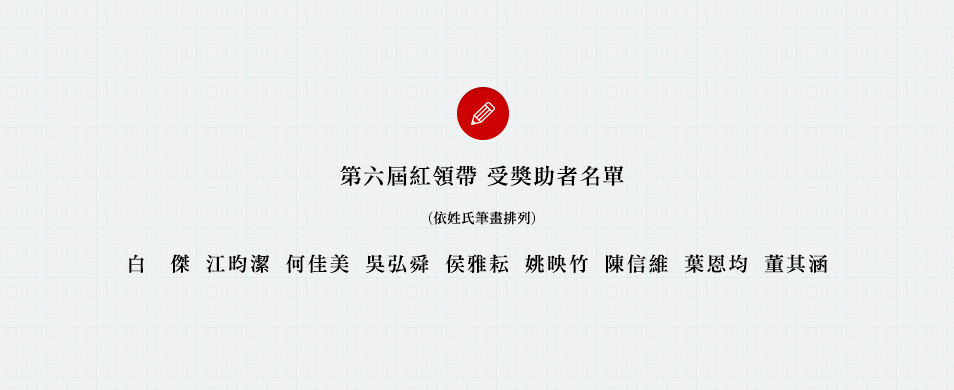 第六屆紅領帶 受獎助者名單
（依姓氏筆畫排列）
白　傑 江昀潔 何佳美 吳弘舜 侯雅耘 姚映竹 陳信維 葉恩均 董其涵